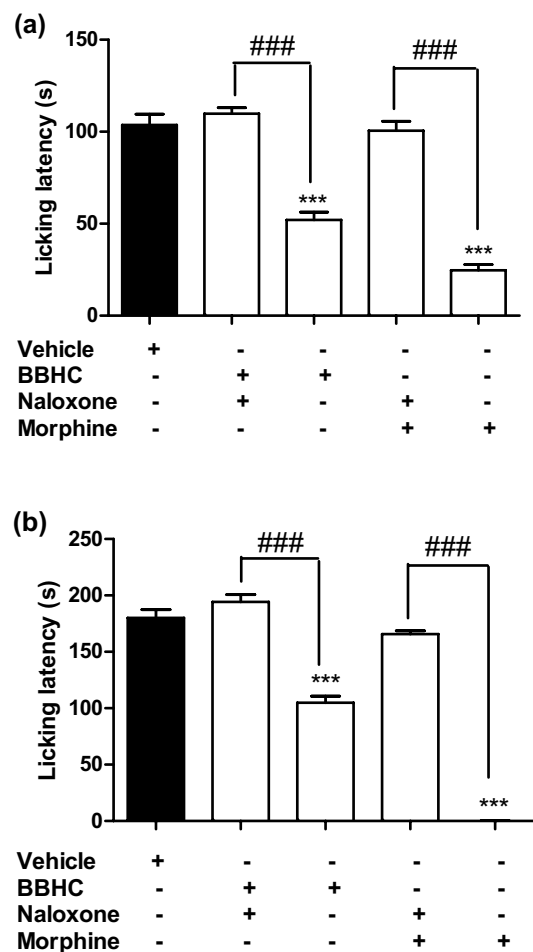 (a)
### ###
150
100
50
0
Licking latency (s)
*** ***
Vehicle + - - - -
BBHC - + + - -
Naloxone - + - + -
Morphine - - - + +
(b)
### ###
250
200
150
100
50
0
Licking latency (s)
*** ***
Vehicle + - - - -
BBHC - + + - -
Naloxone - + - + -
Morphine - - - + +